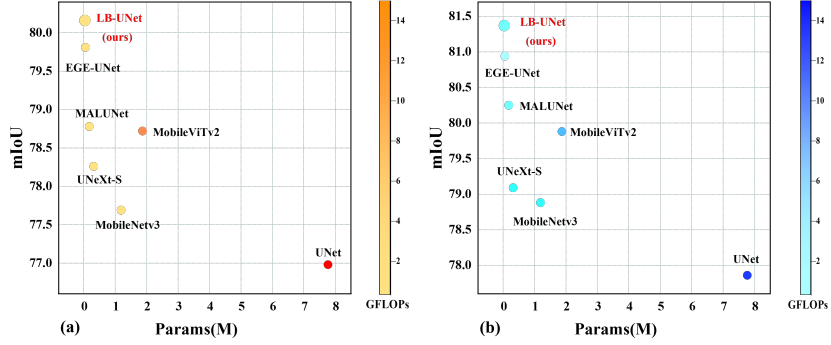 80.0
79.5
79.0
78.5
78.0
77.5
77.0
mIoU
LB-UNet
(ours)
EGE-UNet
MALUNet
MobileViTv2
UNeXt-S
MobileNetv3
UNet
0 1 2 3 4 5 6 7 8
(a)
Params(M)
14
12
10
8
6
4
2
GFLOPs
81.5
81.0
80.5
80.0
79.5
79.0
78.5
78.0
mIoU
LB-UNet
(ours)
EGE-UNet
MALUNet
MobileViTv2
UNeXt-S
MobileNetv3
UNet
0 1 2 3 4 5 6 7 8
(b)
Params(M)
14
12
10
8
6
4
2
GFLOPs